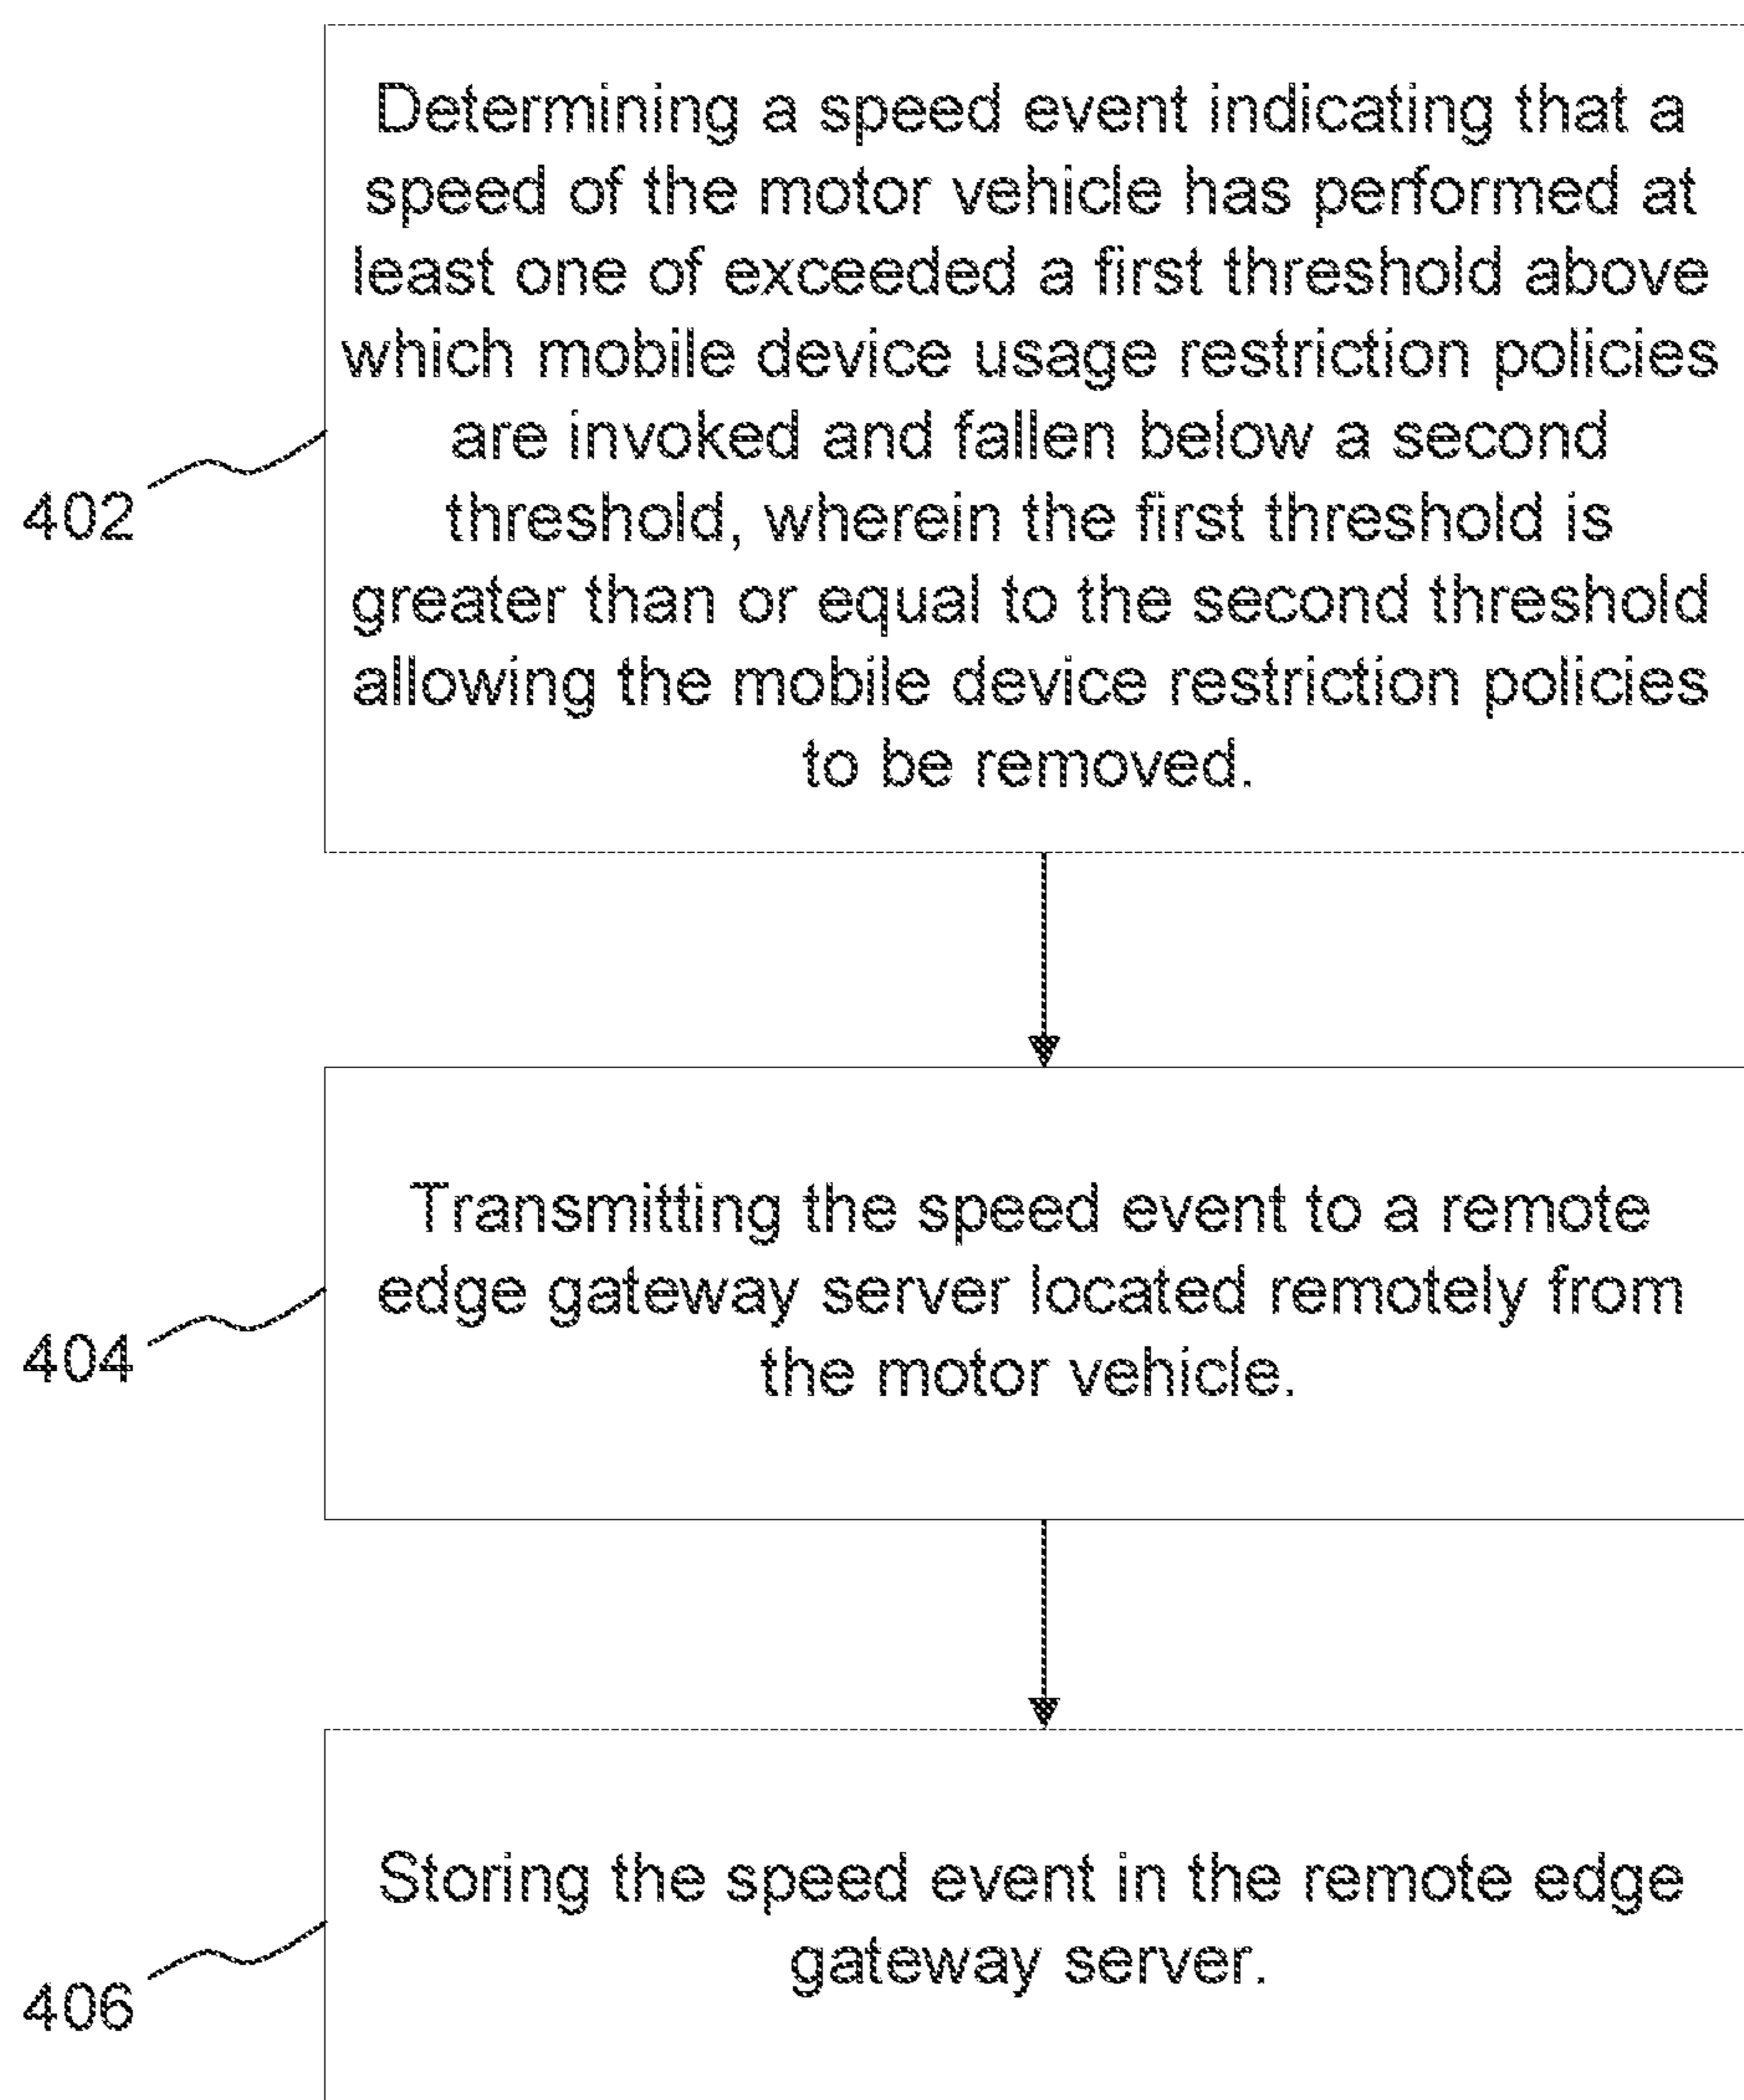 Determining a speed event indicating that a
speed of the motor vehicle has performed at
least one of exceeded a first threshold above
which mobile device usage restriction policies
are invoked and fallen below a second
threshold, wherein the first threshold is
greater than or equal to the second threshold
allowing the mobile device restriction policies
to be removed.
402
Transmitting the speed event to a remote
edge gateway server located remotely from
the motor vehicle.
404
Storing the speed event in the remote edge
gateway server.
406